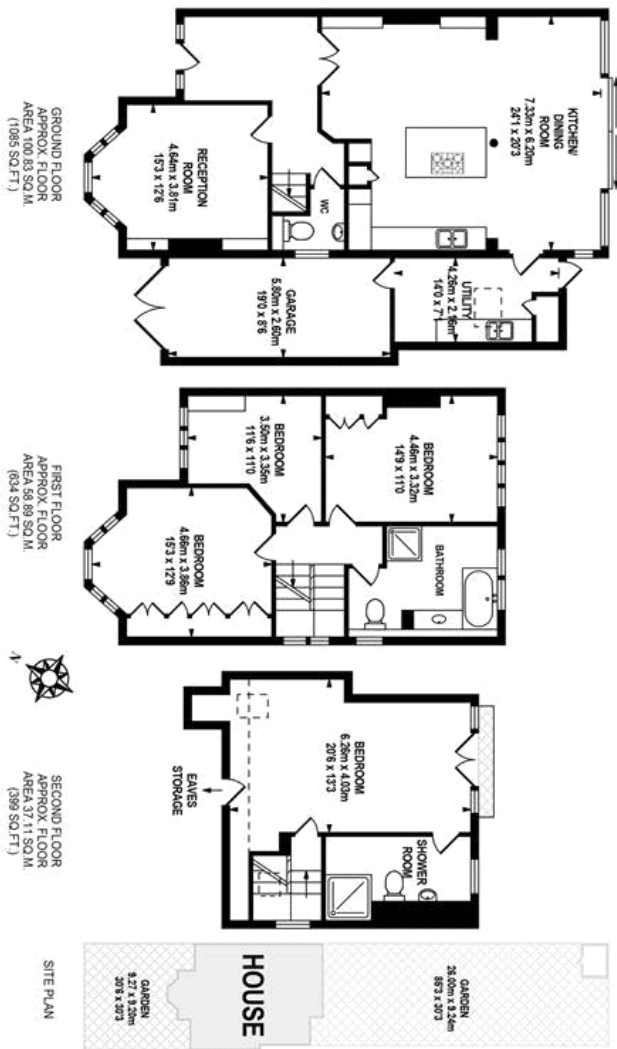 KITCHEN/
DINING
ROOM
7.33m x 6.20m
24'1 x 20'3
UTILITY
4.26m x 2.16m
14'0 x 7'1
WC
RECEPTION
ROOM
4.64m x 3.81m
15'3 x 12'6
GARAGE
5.80m x 2.60m
19'0 x 8'6
GROUND FLOOR
APPROX. FLOOR
AREA 100.83 SQ.M.
(1085 SQ.FT.)
BEDROOM
4.46m x 3.32m
14'9 x 11'0
BATHROOM
BEDROOM
3.50m x 3.35m
11'6 x 11'0
BEDROOM
4.66m x 3.86m
15'3 x 12'9
FIRST FLOOR
APPROX. FLOOR
AREA 58.89 SQ.M.
(634 SQ.FT.)
N
BEDROOM
6.26m x 4.03m
20'6 x 13'3
SHOWER
ROOM
EAVES
STORAGE
SECOND FLOOR
APPROX. FLOOR
AREA 37.11 SQ.M.
(399 SQ.FT.)
GARDEN
26.00m x 9.24m
85'3 x 30'3
HOUSE
GARDEN
9.27 x 9.20m
30'6 x 30'3
SITE PLAN